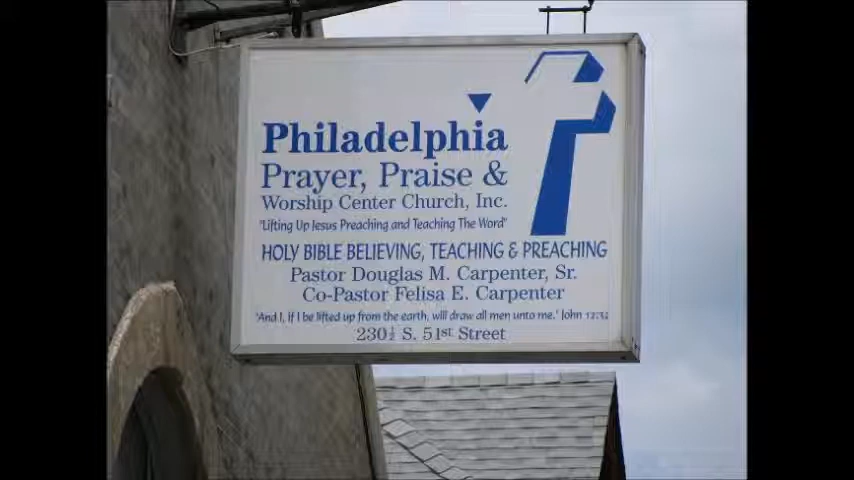 Philadelphia
Prayer, Praise &
Worship Center Church, Inc.
"Lifting Up Jesus Preaching and Teaching The Word"
HOLY BIBLE BELIEVING, TEACHING & PREACHING
Pastor Douglas M. Carpenter, Sr.
Co-Pastor Felisa E. Carpenter
"And I, if I be lifted up from the earth, will draw all men unto me." John 12:32
230½ S. 51st Street